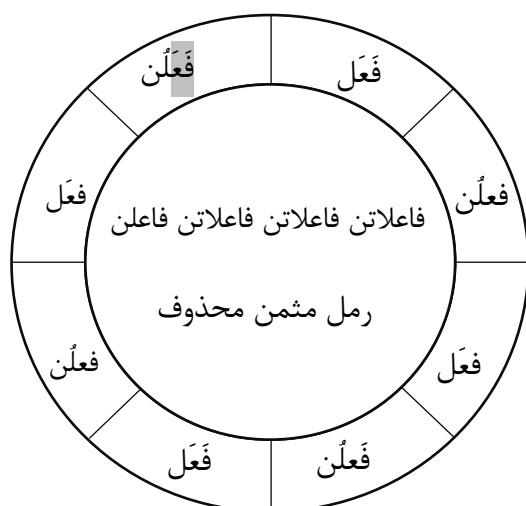 فَعَل
فَعَلُن
فعلُن
فعَل
فاعلاتن فاعلاتن فاعلاتن فاعلن
رمل مثمن محذوف
فعَل
فعلُن
فَعلُن
فَعَل